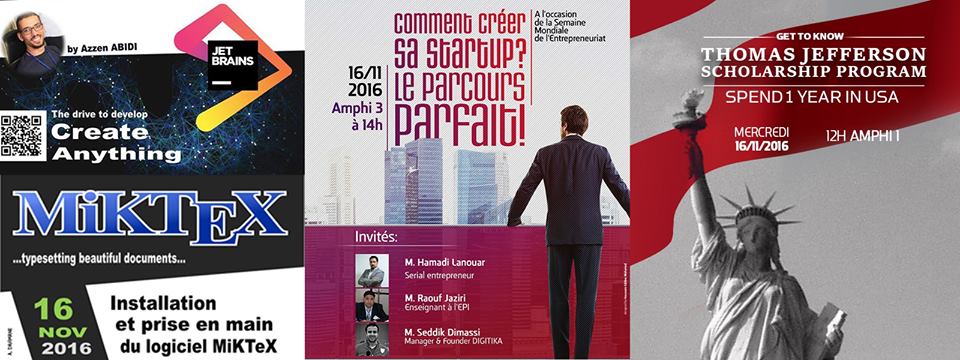 by Azzen ABIDI
JET
BRAINS
The drive to develop
Create
Anything
MiKTEX
...typesetting beautiful documents...
16
NOV
2016
Installation
et prise en main
du logiciel MiKTeX
A. DAHMANE
comment créer
sa startup?
le parcours
parfait!
A l'occasion
de la Semaine
Mondiale
de l'Entrepreneuriat
16/11
2016
Amphi 3
à 14h
Invités:
M. Hamadi Lanouar
Serial entrepreneur
M. Raouf Jaziri
Enseignant à l'EPI
M. Seddik Dimassi
Manager & Founder DIGITIKA
GET TO KNOW
THOMAS JEFFERSON
SCHOLARSHIP PROGRAM
SPEND 1 YEAR IN USA
MERCREDI
16/11/2016
12H AMPHI 1